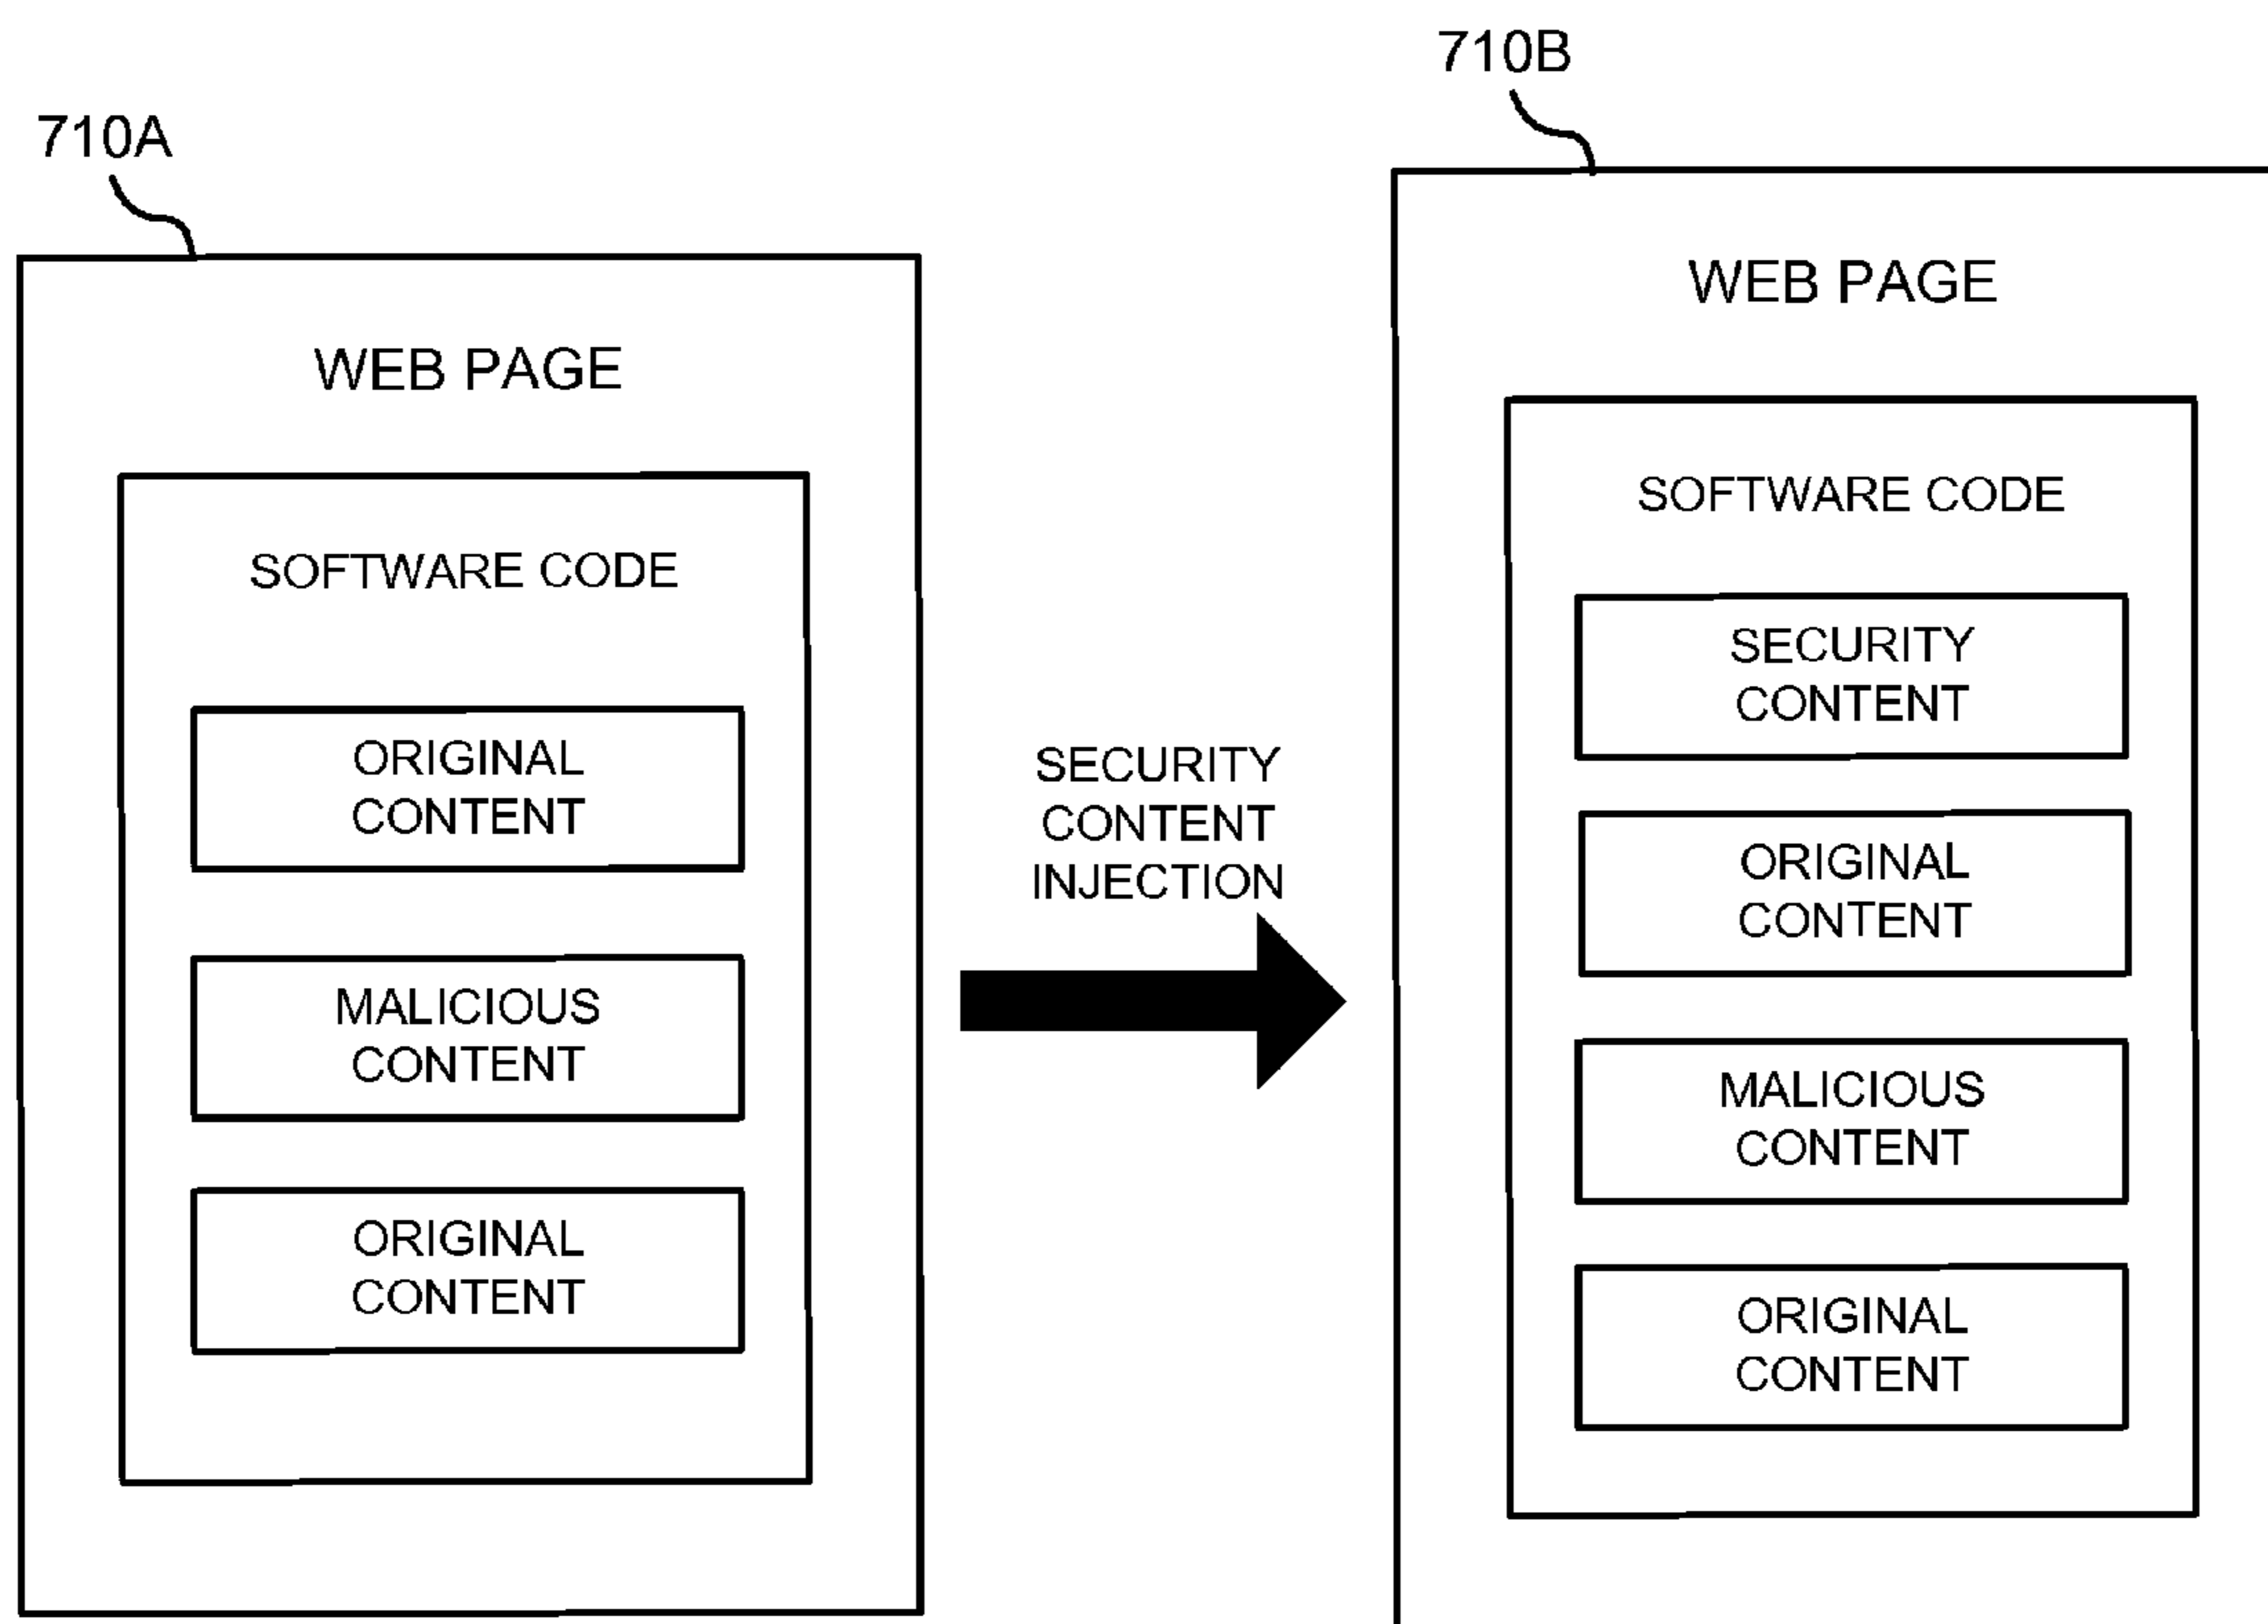 710A
WEB PAGE
SOFTWARE CODE
ORIGINAL
CONTENT
MALICIOUS
CONTENT
ORIGINAL
CONTENT
SECURITY
CONTENT
INJECTION
710B
WEB PAGE
SOFTWARE CODE
SECURITY
CONTENT
ORIGINAL
CONTENT
MALICIOUS
CONTENT
ORIGINAL
CONTENT